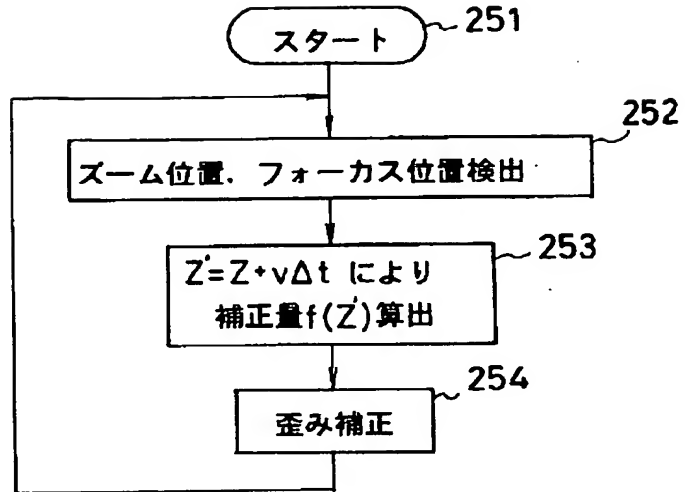 スタート
251
252
ズーム位置、フォーカス位置検出
253
Z'=Z+vΔt により
補正量f(Z')算出
254
歪み補正